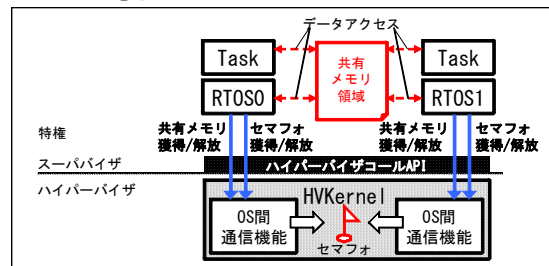 データアクセス
Task
共有
メモリ
領域
Task
RTOS0
RTOS1
特権
共有メモリ
獲得/解放
セマフォ
獲得/解放
共有メモリ
獲得/解放
セマフォ
獲得/解放
スーパバイザ
ハイパーバイザコールAPI
ハイパーバイザ
HVKernel
OS間
通信機能
セマフォ
OS間
通信機能